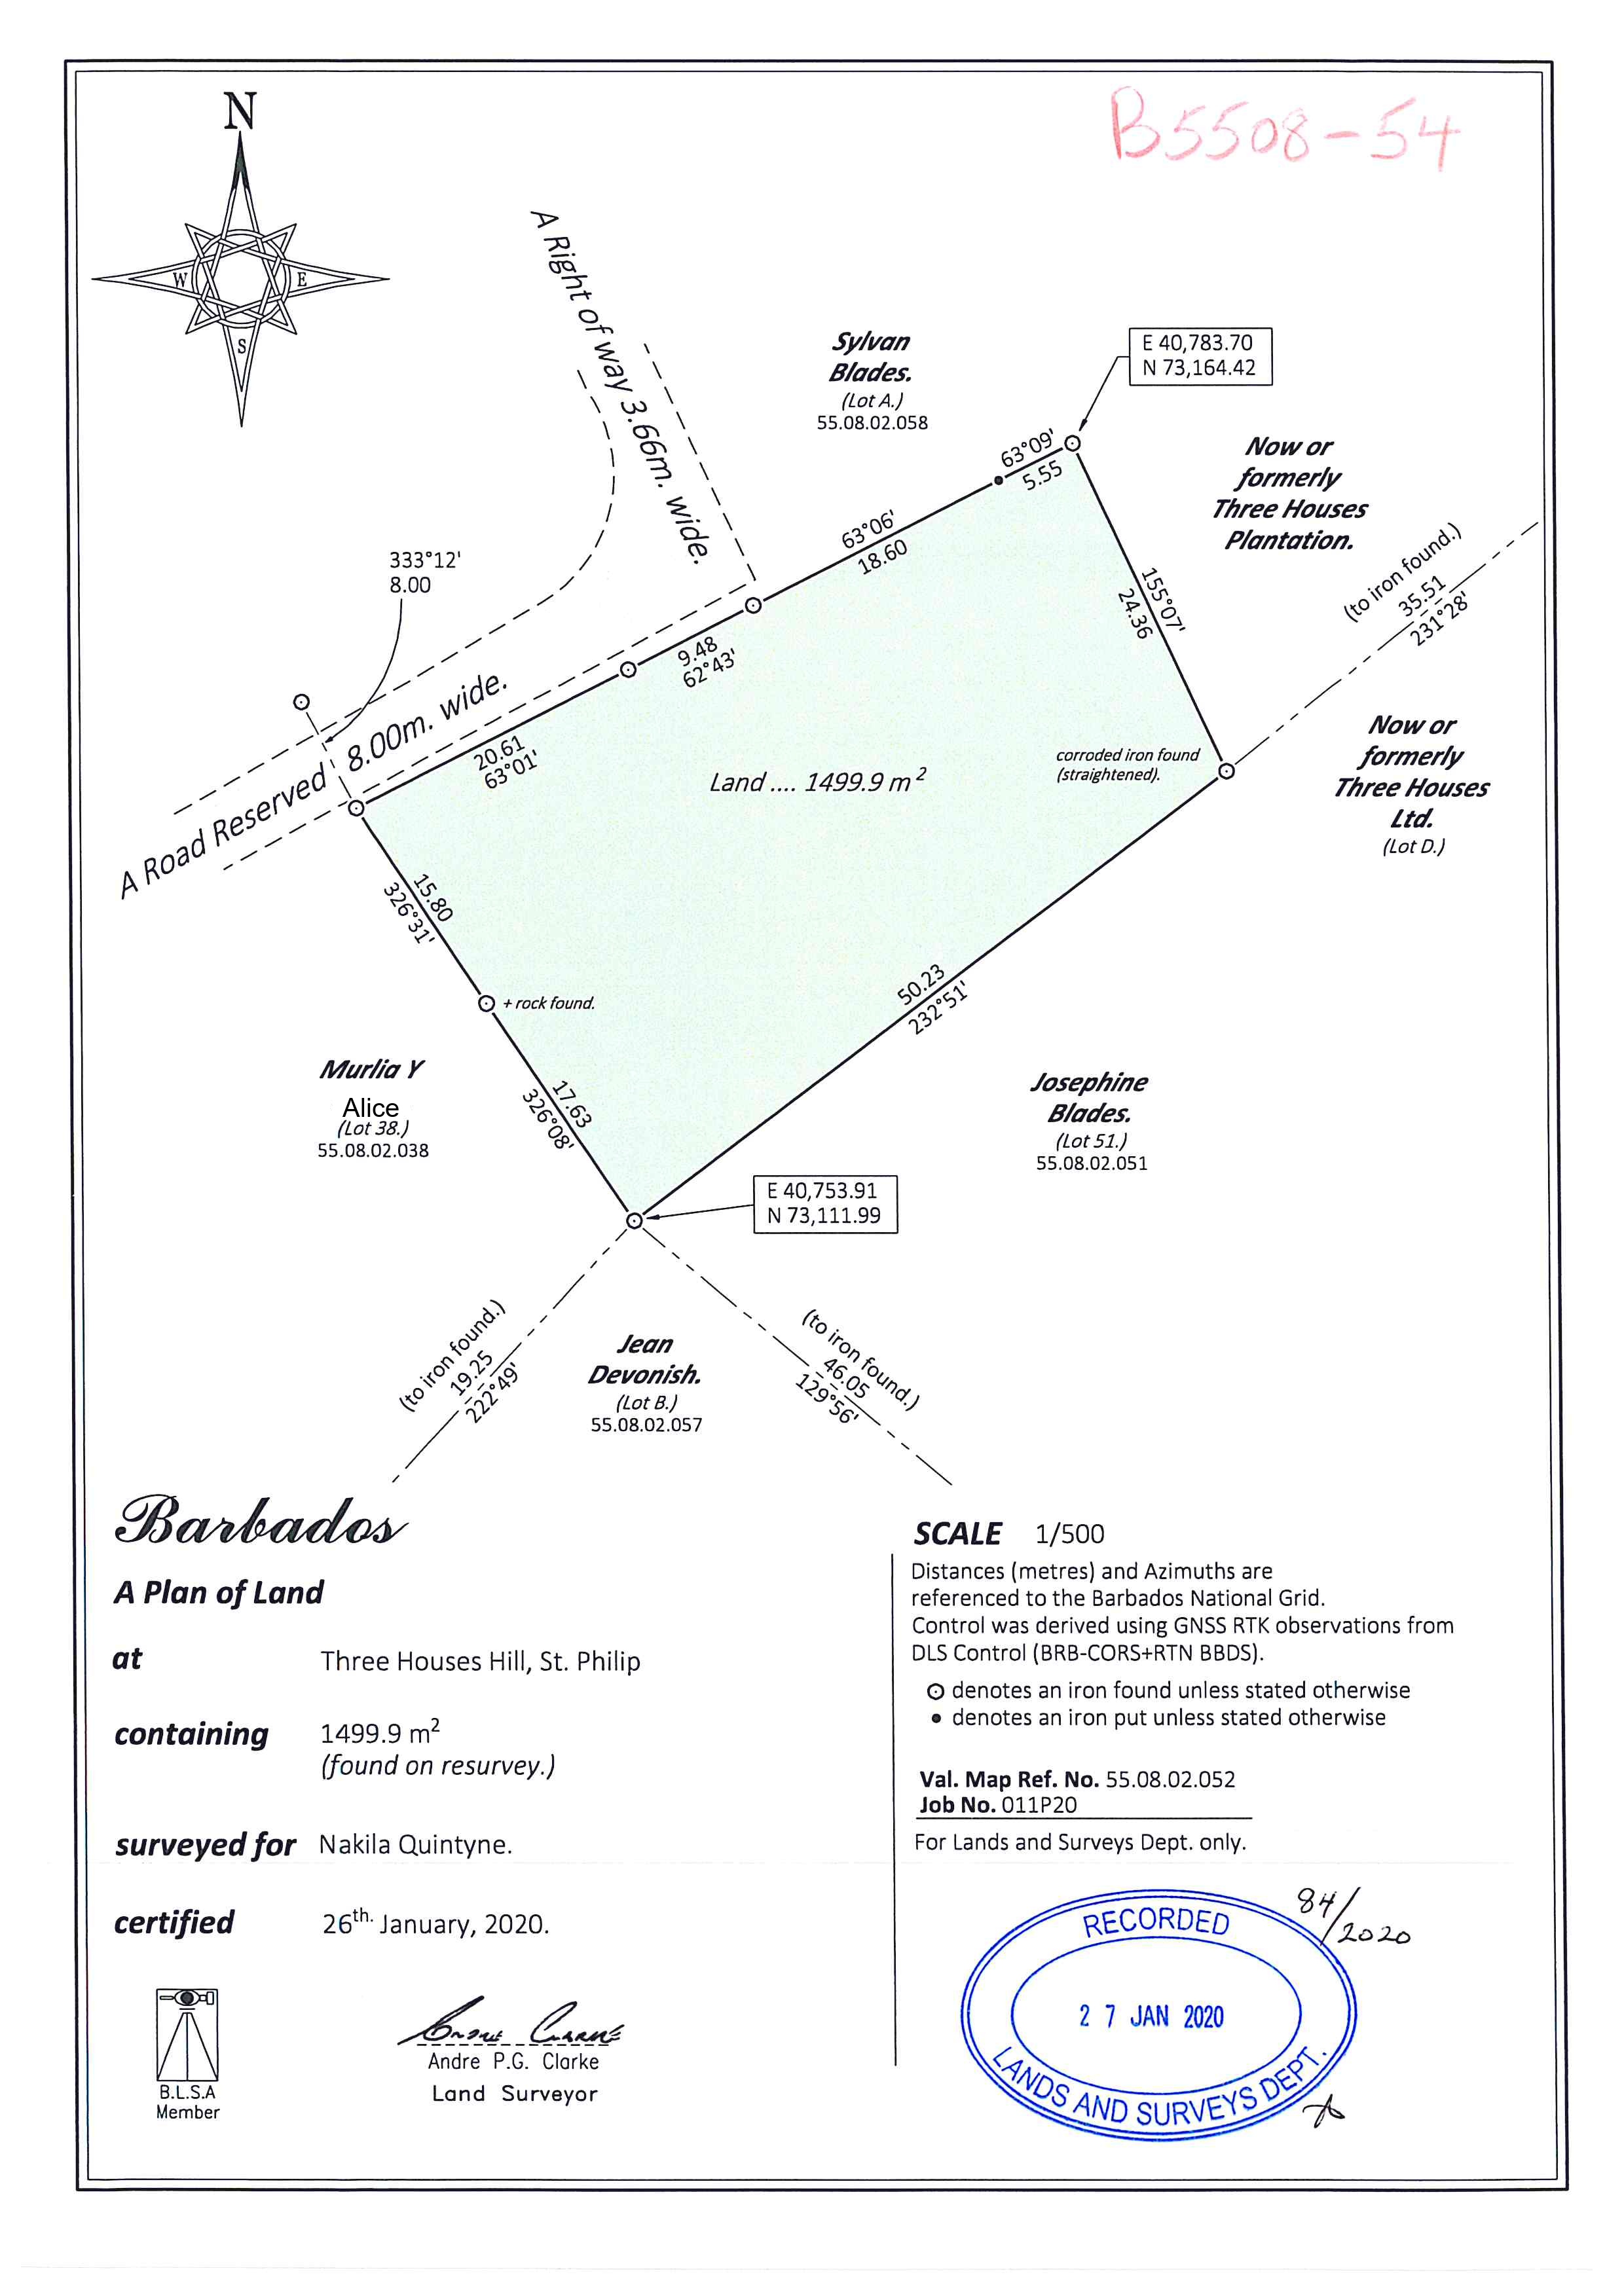 B5508-54
N
W
E
S
A Right of way 3.66m. wide.
Sylvan
Blades.
(Lot A.)
55.08.02.058
E 40,783.70
N 73,164.42
63°09'
5.55
Now or
formerly
Three Houses
Plantation.
63°06'
18.60
333°12'
8.00
155°07'
24.36
(to iron found.)
35.51
231°28'
9.48
62°43'
A Road Reserved 8.00m. wide.
20.61
63°01'
Land .... 1499.9 m²
corroded iron found
(straightened).
Now or
formerly
Three Houses
Ltd.
(Lot D.)
15.80
326°31'
+ rock found.
50.23
232°51'
Murlia Y
Alice
(Lot 38.)
55.08.02.038
17.63
326°08'
Josephine
Blades.
(Lot 51.)
55.08.02.051
E 40,753.91
N 73,111.99
(to iron found.)
19.25
222°49'
Jean
Devonish.
(Lot B.)
55.08.02.057
(to iron found.)
46.05
129°56'
Barbados
A Plan of Land
at Three Houses Hill, St. Philip
containing 1499.9 m²
(found on resurvey.)
surveyed for Nakila Quintyne.
certified 26th. January, 2020.
B.L.S.A
Member
Andre P.G. Clarke
Land Surveyor
SCALE 1/500
Distances (metres) and Azimuths are
referenced to the Barbados National Grid.
Control was derived using GNSS RTK observations from
DLS Control (BRB-CORS+RTN BBDS).
denotes an iron found unless stated otherwise
denotes an iron put unless stated otherwise
Val. Map Ref. No. 55.08.02.052
Job No. 011P20
For Lands and Surveys Dept. only.
84/2020
RECORDED
27 JAN 2020
LANDS AND SURVEYS DEPT.